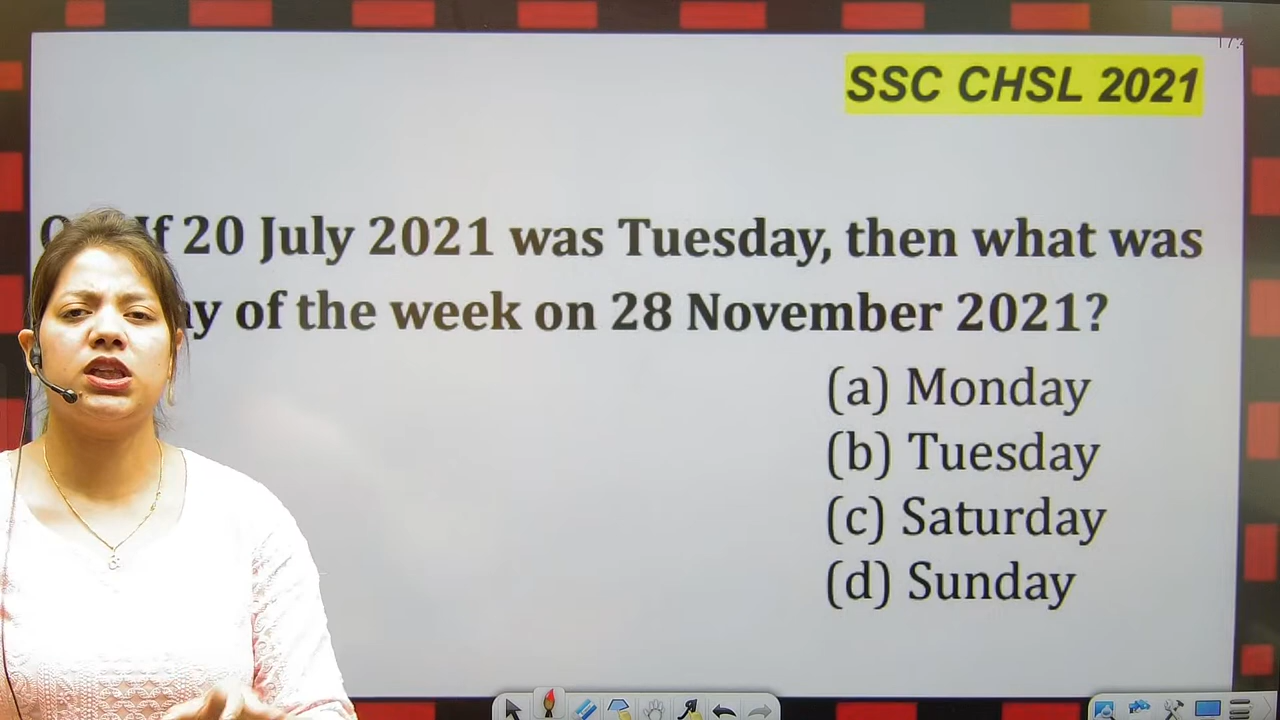 SSC CHSL 2021
If 20 July 2021 was Tuesday, then what was
of the week on 28 November 2021?
(a) Monday
(b) Tuesday
(c) Saturday
(d) Sunday